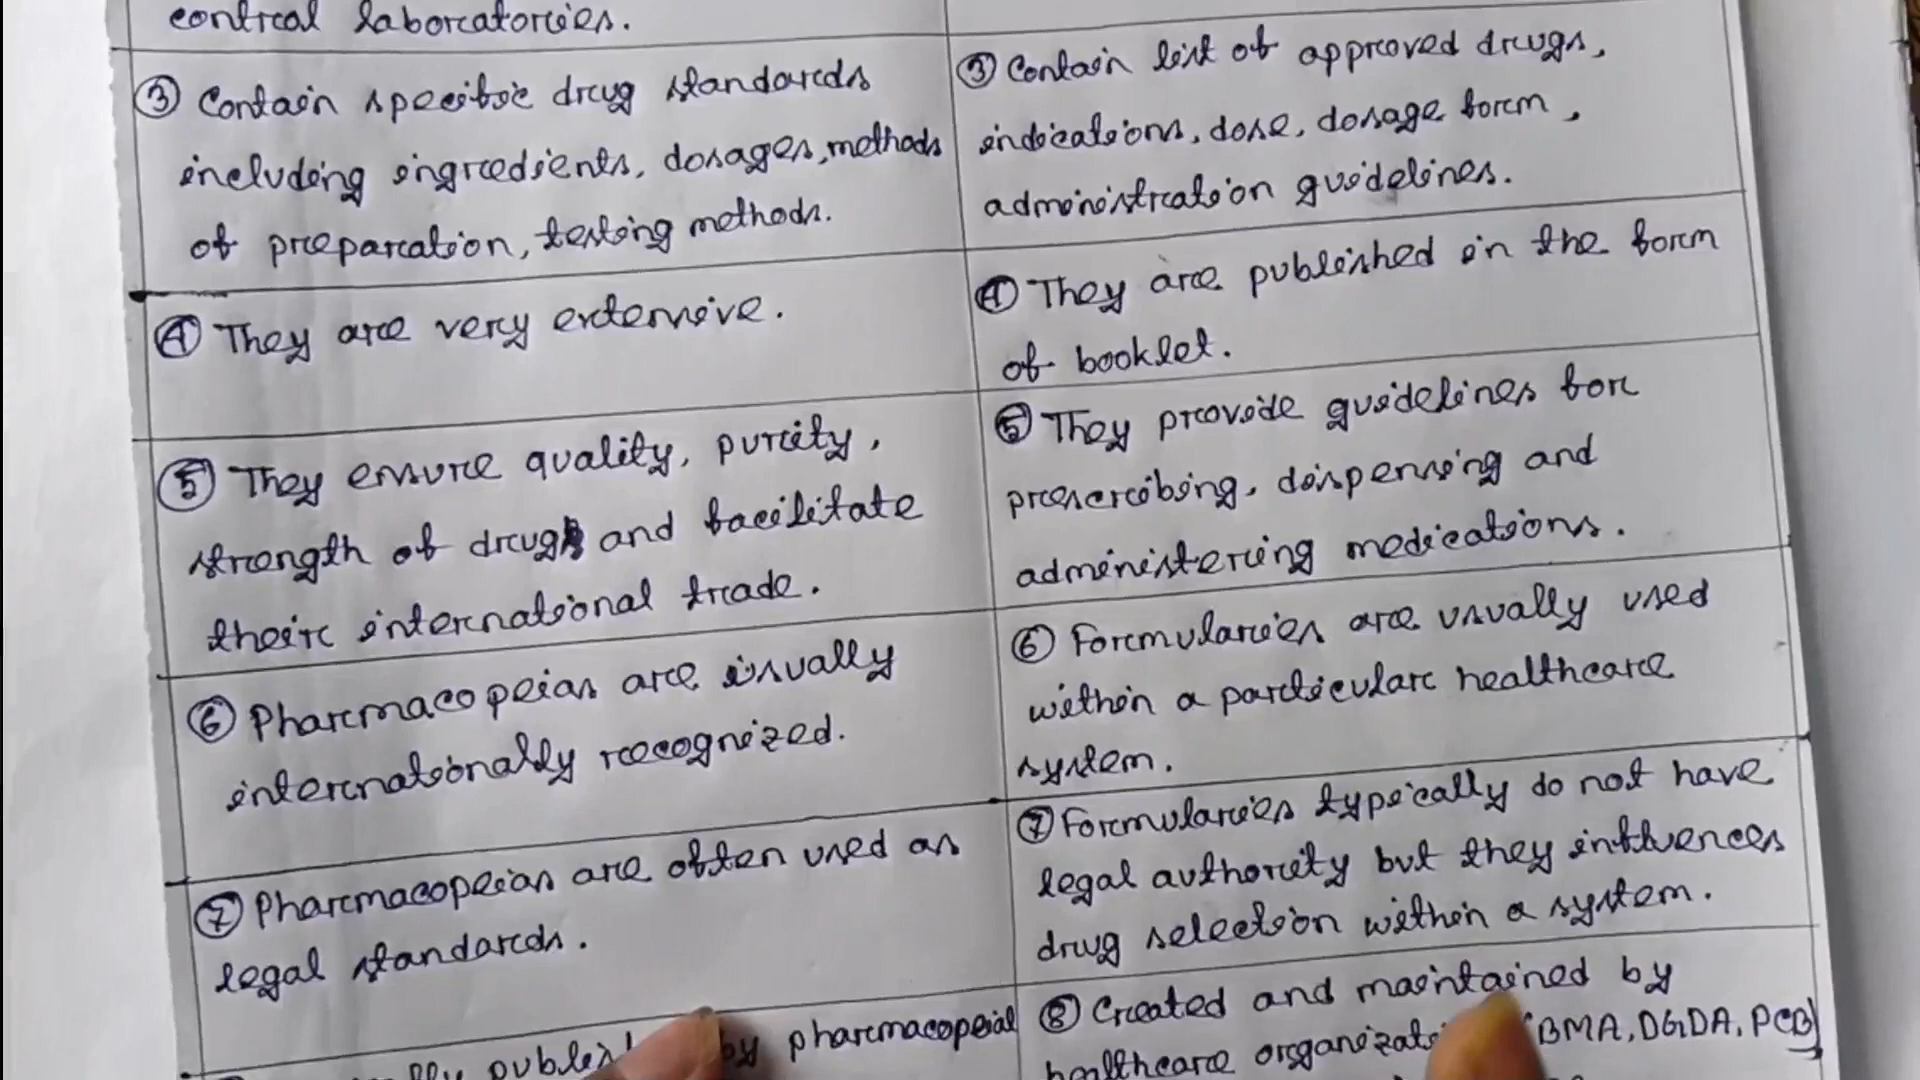 control laboratories.
③ Contain specific drug standards
including ingredients, dosages, methods
of preparation, testing methods.
④ They are very extensive.
⑤ They ensure quality, purity,
strength of drugs and facilitate
their international trade.
⑥ Pharmacopeias are usually
internationally recognized.
⑦ Pharmacopeias are often used as
legal standards.
by pharmacopeial
③ Contain list of approved drugs,
indications, dose, dosage form,
administration guidelines.
④ They are published in the form
of booklet.
⑤ They provide guidelines for
prescribing, dispensing and
administering medications.
⑥ Formularies are usually used
within a particular healthcare
system.
⑦ Formularies typically do not have
legal authority but they influences
drug selection within a system.
⑧ Created and maintained by
healthcare BMA, DGDA, PCB)